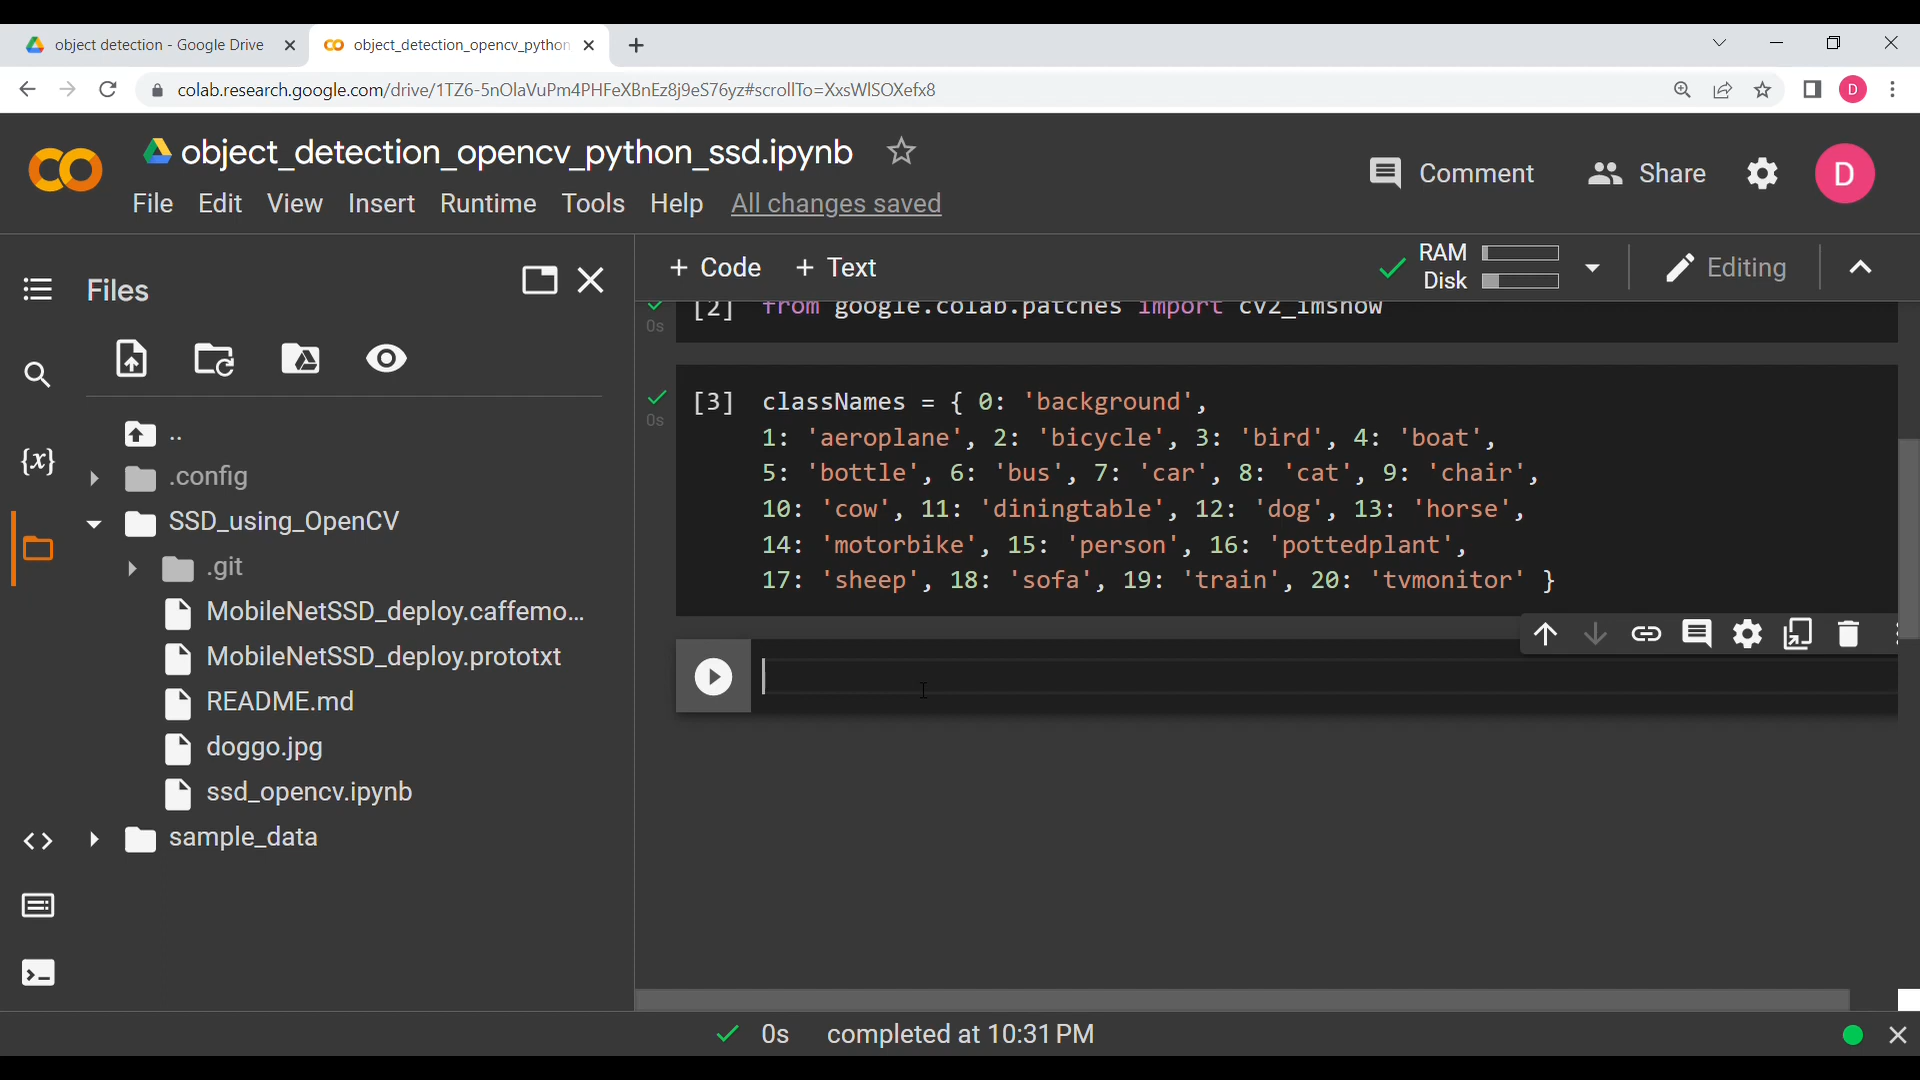 object detection - Google Drive
object_detection_opencv_python
colab.research.google.com/drive/1TZ6-5nOlaVuPm4PHFeXBnEz8j9eS76yz#scrollTo=XxsWlSOXefx8
D
object_detection_opencv_python_ssd.ipynb
Comment
Share
D
File Edit View Insert Runtime Tools Help All changes saved
Files
+ Code + Text
RAM
Disk
Editing
[2] from google.colab.patches import cv2_imshow
0s
[3] classNames = { 0: 'background',
0s
1: 'aeroplane', 2: 'bicycle', 3: 'bird', 4: 'boat',
5: 'bottle', 6: 'bus', 7: 'car', 8: 'cat', 9: 'chair',
10: 'cow', 11: 'diningtable', 12: 'dog', 13: 'horse',
14: 'motorbike', 15: 'person', 16: 'pottedplant',
17: 'sheep', 18: 'sofa', 19: 'train', 20: 'tvmonitor' }
{x}
..
.config
SSD_using_OpenCV
.git
MobileNetSSD_deploy.caffemo...
MobileNetSSD_deploy.prototxt
README.md
doggo.jpg
ssd_opencv.ipynb
sample_data
0s completed at 10:31 PM